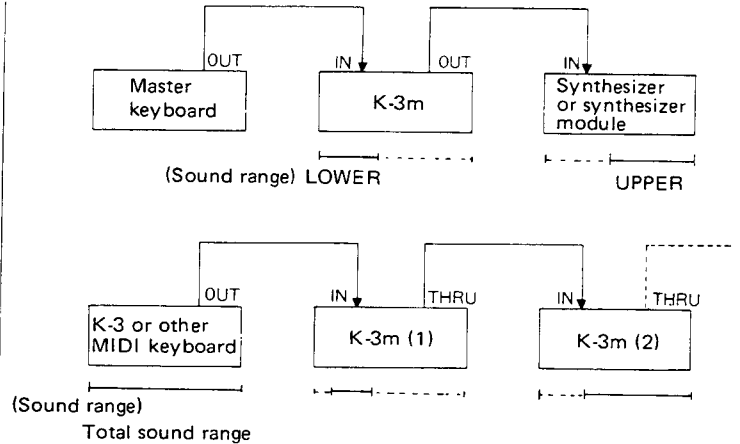 OUT
IN
OUT
IN
Master
keyboard
K-3m
Synthesizer
or synthesizer
module
(Sound range) LOWER
UPPER
OUT
IN
THRU
IN
THRU
K-3 or other
MIDI keyboard
K-3m (1)
K-3m (2)
(Sound range)
Total sound range